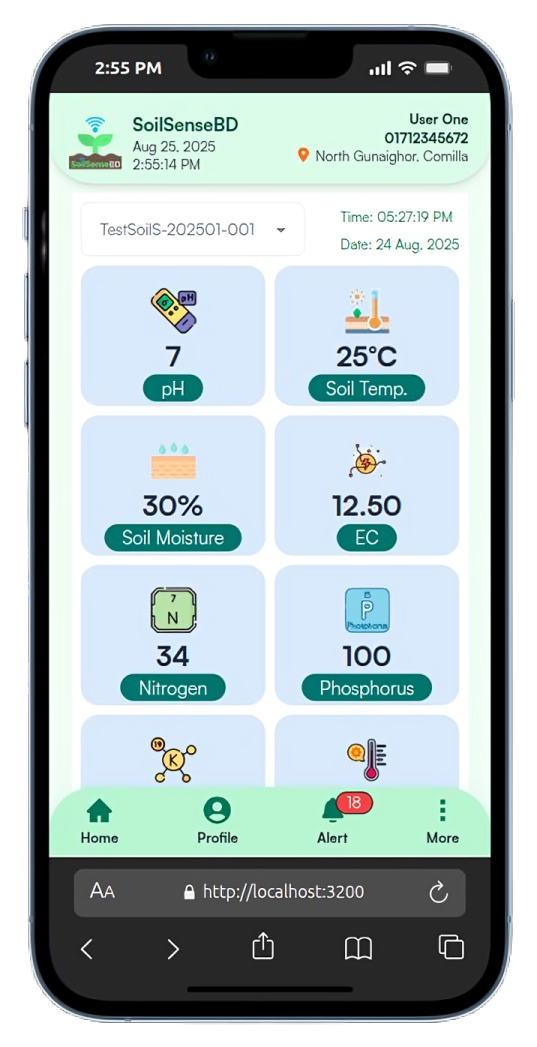 2:55 PM
SoilSenseBD
SoilSenseBD
Aug 25, 2025
2:55:14 PM
User One
01712345672
North Gunaighor, Comilla
TestSoilS-202501-001
Time: 05:27:19 PM
Date: 24 Aug, 2025
pH
7
pH
25°C
Soil Temp.
30%
Soil Moisture
12.50
EC
7
N
34
Nitrogen
P
Phosphorus
100
Phosphorus
19
K
Home
Profile
18
Alert
More
AA
http://localhost:3200